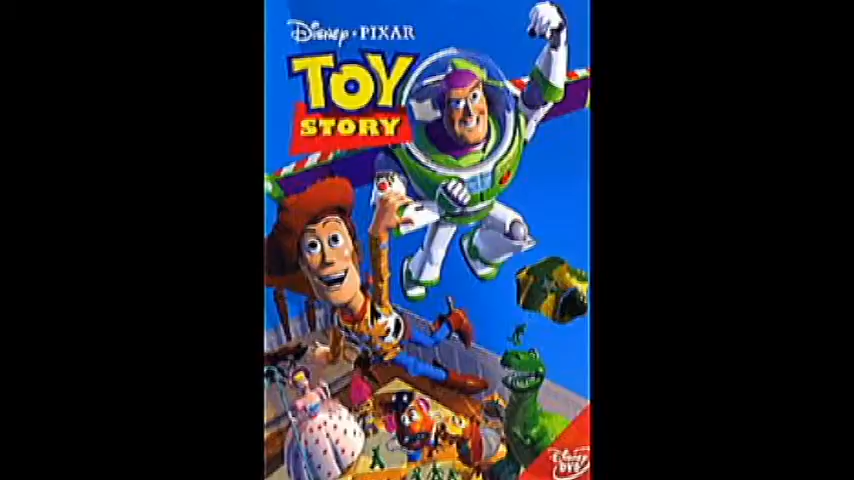 Disney • PIXAR
TOY
STORY
Disney
DVD